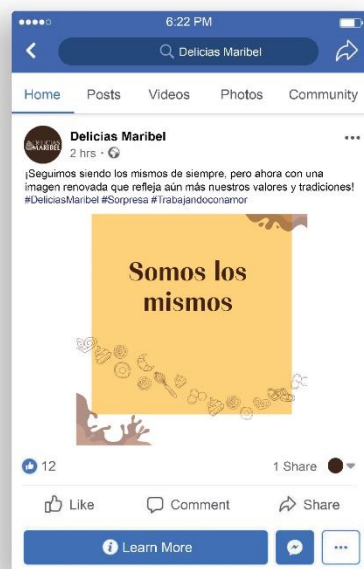 6:22 PM
Delicias Maribel
Home Posts Videos Photos Community
DELICIAS
MARIBEL
Delicias Maribel
2 hrs ·
¡Seguimos siendo los mismos de siempre, pero ahora con una
imagen renovada que refleja aún más nuestros valores y tradiciones!
#DeliciasMaribel #Sorpresa #Trabajandoconamor
Somos los
mismos
12 1 Share
Like Comment Share
Learn More